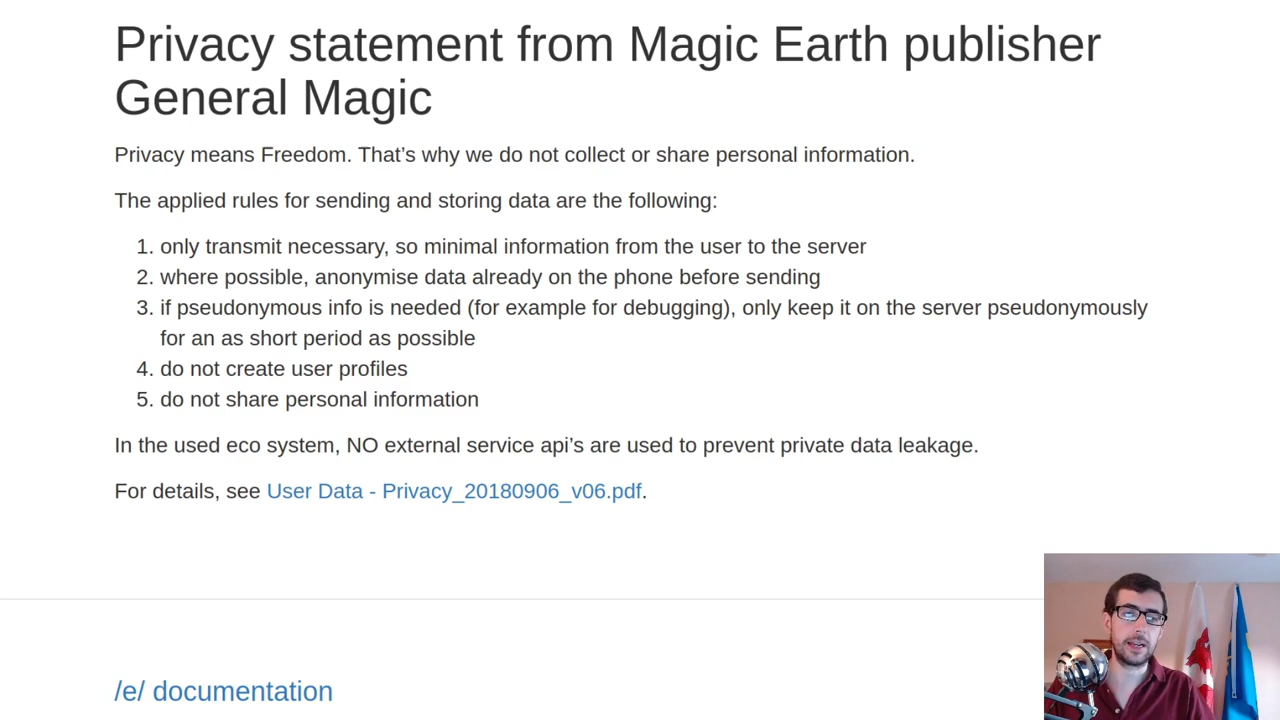 Privacy statement from Magic Earth publisher
General Magic
Privacy means Freedom. That’s why we do not collect or share personal information.
The applied rules for sending and storing data are the following:
1. only transmit necessary, so minimal information from the user to the server
2. where possible, anonymise data already on the phone before sending
3. if pseudonymous info is needed (for example for debugging), only keep it on the server pseudonymously
for an as short period as possible
4. do not create user profiles
5. do not share personal information
In the used eco system, NO external service api’s are used to prevent private data leakage.
For details, see User Data - Privacy_20180906_v06.pdf.
/e/ documentation